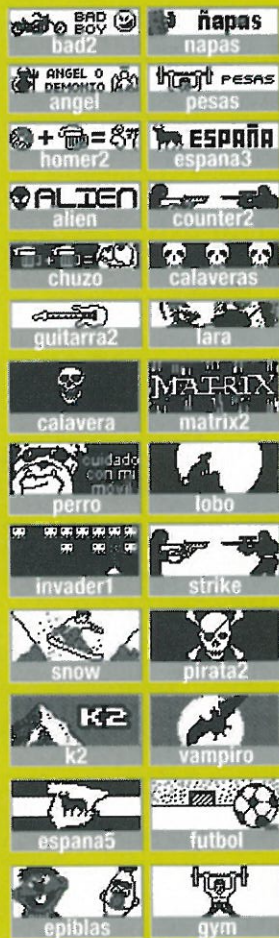 BAD BOY
bad2
ñapas
napas
ANGEL O DEMONIO
angel
PESAS
pesas
+ =
homer2
ESPAÑA
espana3
ALIEN
alien
counter2
+ =
chuzo
calaveras
guitarra2
lara
calavera
MATRIX
matrix2
cuidado
con mi
móvil
perro
lobo
invader1
strike
snow
pirata2
K2
k2
vampiro
espana5
futbol
epiblas
gym